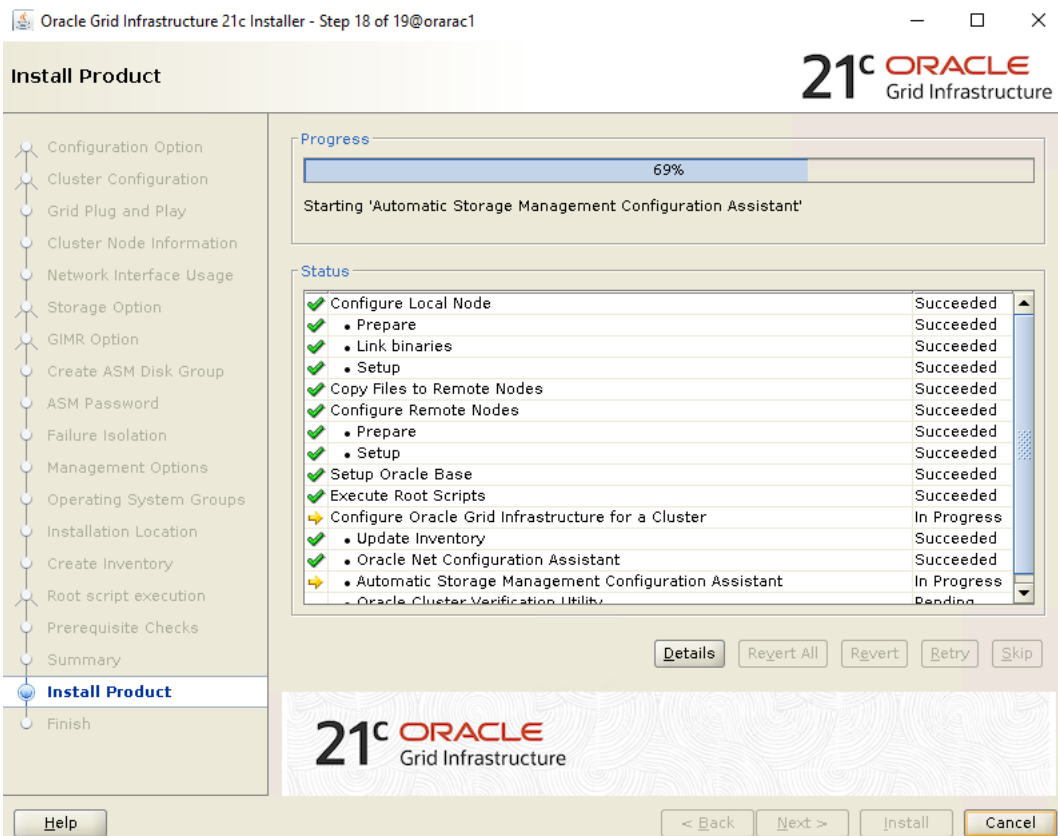 Oracle Grid Infrastructure 21c Installer - Step 18 of 19@orarac1
Install Product
21c ORACLE
Grid Infrastructure
Configuration Option
Cluster Configuration
Grid Plug and Play
Cluster Node Information
Network Interface Usage
Storage Option
GIMR Option
Create ASM Disk Group
ASM Password
Failure Isolation
Management Options
Operating System Groups
Installation Location
Create Inventory
Root script execution
Prerequisite Checks
Summary
Install Product
Finish
Progress
69%
Starting 'Automatic Storage Management Configuration Assistant'
Status
Configure Local Node Succeeded
• Prepare Succeeded
• Link binaries Succeeded
• Setup Succeeded
Copy Files to Remote Nodes Succeeded
Configure Remote Nodes Succeeded
• Prepare Succeeded
• Setup Succeeded
Setup Oracle Base Succeeded
Execute Root Scripts Succeeded
Configure Oracle Grid Infrastructure for a Cluster In Progress
• Update Inventory Succeeded
• Oracle Net Configuration Assistant Succeeded
• Automatic Storage Management Configuration Assistant In Progress
• Oracle Cluster Verification Utility Pending
Details Revert All Revert Retry Skip
21c ORACLE
Grid Infrastructure
Help < Back Next > Install Cancel